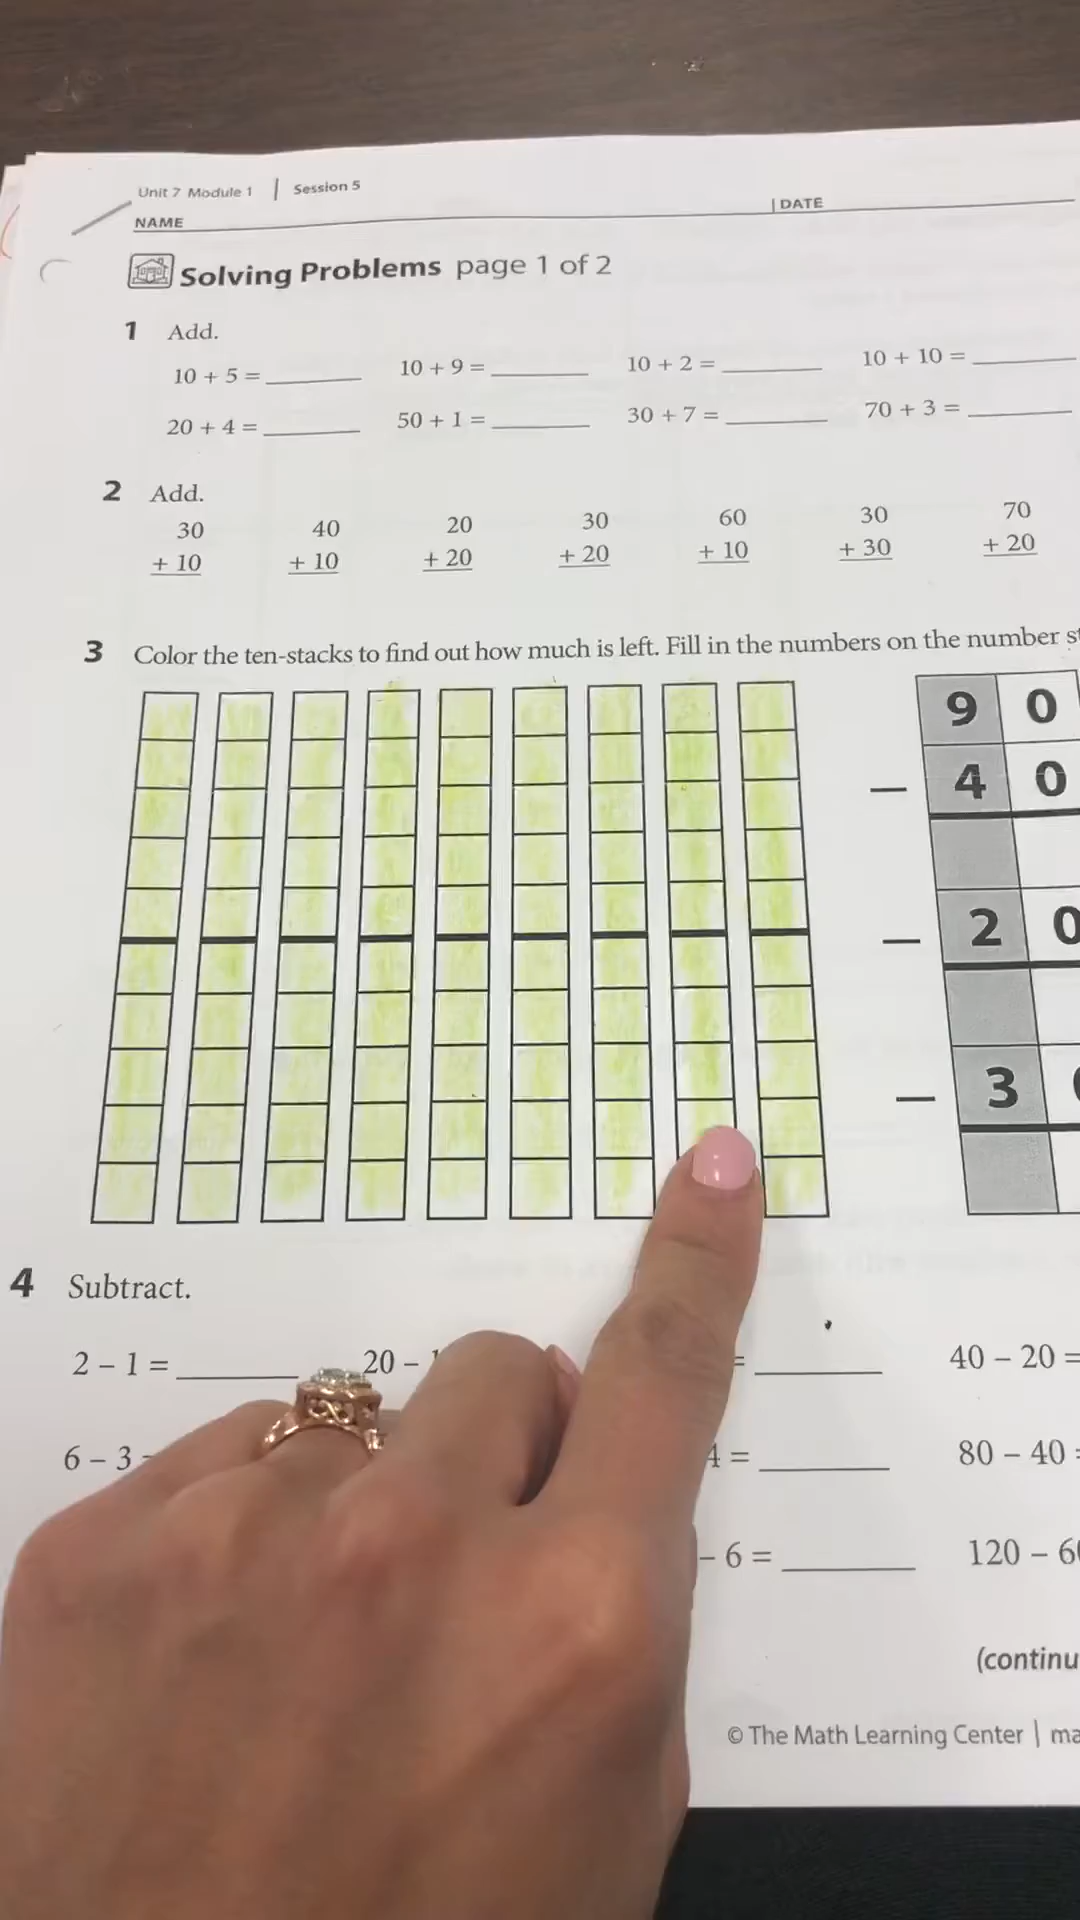 Unit 7 Module 1 | Session 5
NAME | DATE
Solving Problems page 1 of 2
1 Add.
10 + 5 = 10 + 9 = 10 + 2 = 10 + 10 =
20 + 4 = 50 + 1 = 30 + 7 = 70 + 3 =
2 Add.
30 40 20 30 60 30 70
+ 10 + 10 + 20 + 20 + 10 + 30 + 20
3 Color the ten-stacks to find out how much is left. Fill in the numbers on the number
9 0
– 4 0
– 2 0
– 3
4 Subtract.
2 – 1 = 20 – = 40 – 20 =
6 – 3 4 = 80 – 40
– 6 = 120 –
(continu
© The Math Learning Center |